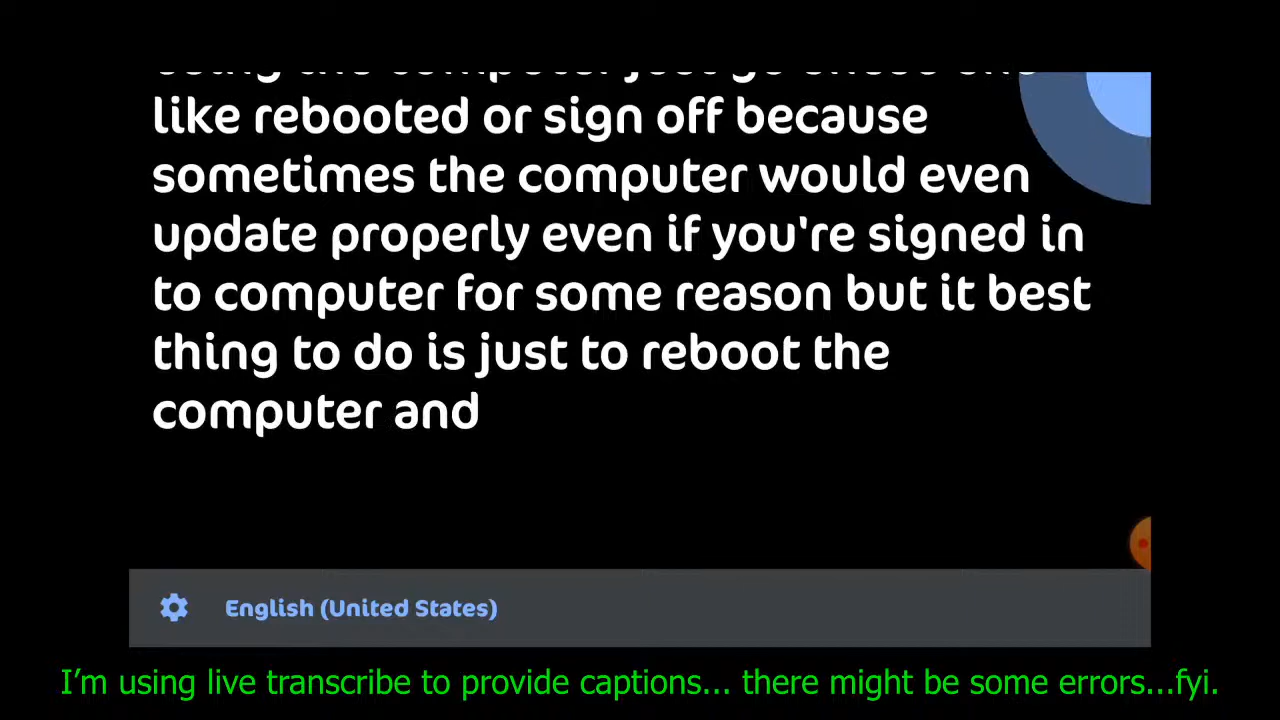 like rebooted or sign off because
sometimes the computer would even
update properly even if you're signed in
to computer for some reason but it best
thing to do is just to reboot the
computer and
English (United States)
I’m using live transcribe to provide captions... there might be some errors...fyi.